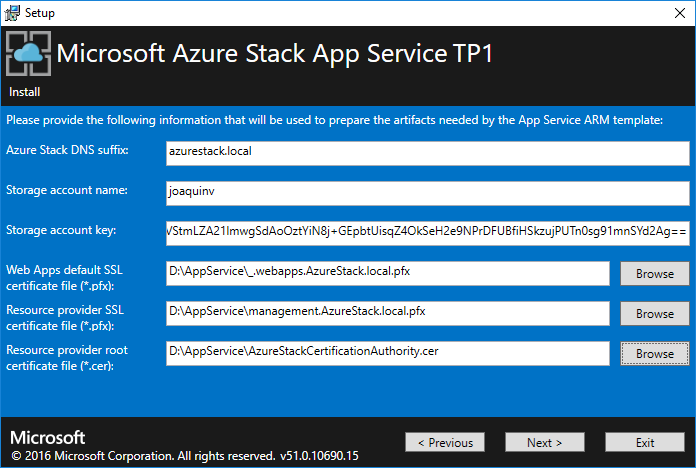 Setup
Microsoft Azure Stack App Service TP1
Install
Please provide the following information that will be used to prepare the artifacts needed by the App Service ARM template:
Azure Stack DNS suffix: azurestack.local
Storage account name: joaquinv
Storage account key: /StmLZA21ImwgSdAoOztYiN8j+GEpbtUisqZ4OkSeH2e9NPrDFUBfiHSkzujPUTn0sg91mnSYd2Ag==
Web Apps default SSL
certificate file (*.pfx): D:\AppService\_.webapps.AzureStack.local.pfx Browse
Resource provider SSL
certificate file (*.pfx): D:\AppService\management.AzureStack.local.pfx Browse
Resource provider root
certificate file (*.cer): D:\AppService\AzureStackCertificationAuthority.cer Browse
Microsoft
© 2016 Microsoft Corporation. All rights reserved. v51.0.10690.15
< Previous Next > Exit